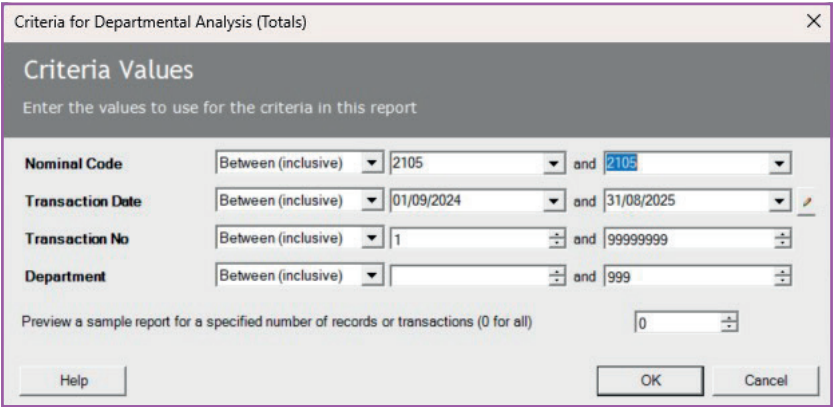 Criteria for Departmental Analysis (Totals)
Criteria Values
Enter the values to use for the criteria in this report
Nominal Code Between (inclusive) 2105 and 2105
Transaction Date Between (inclusive) 01/09/2024 and 31/08/2025
Transaction No Between (inclusive) 1 and 99999999
Department Between (inclusive) and 999
Preview a sample report for a specified number of records or transactions (0 for all) 0
Help OK Cancel